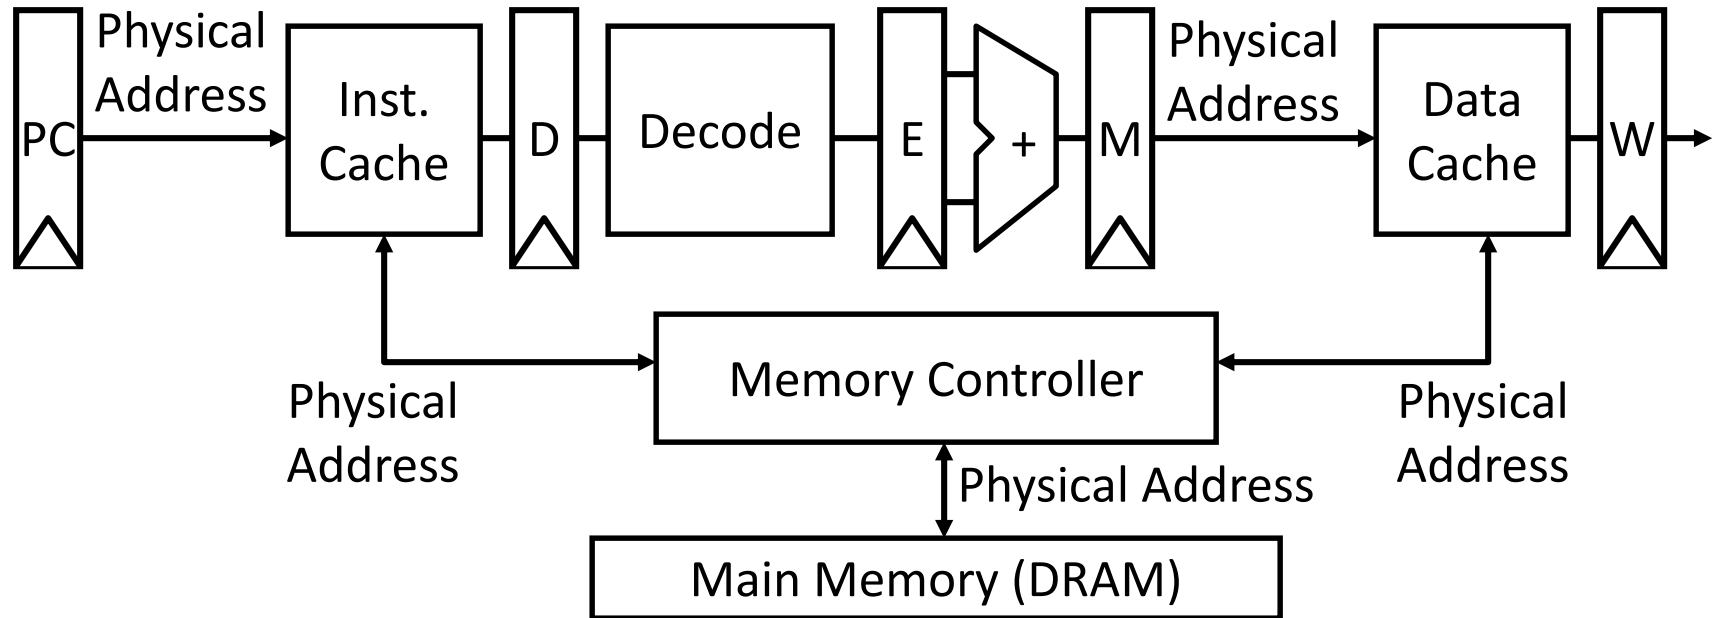 Physical
Address
PC
Inst.
Cache
D
Decode
E
+
M
Physical
Address
Data
Cache
W
Physical
Address
Memory Controller
Physical
Address
Physical Address
Main Memory (DRAM)